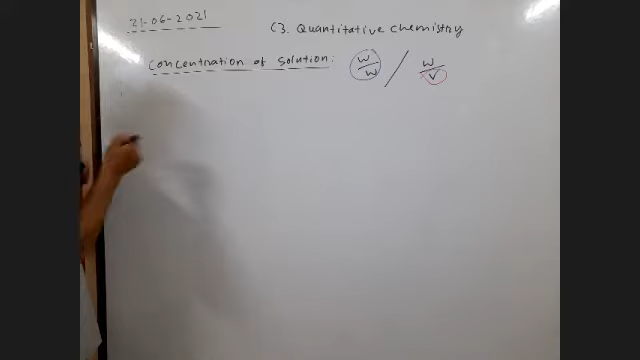 21-06-2021
C3. Quantitative chemistry
Concentration of solution: W/W / W/V